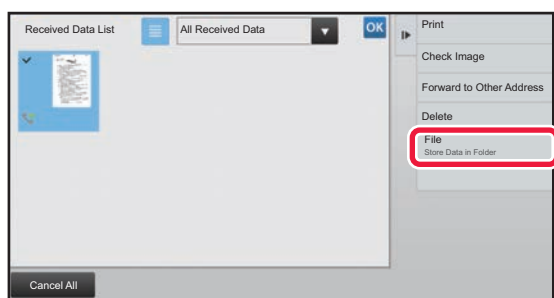 Received Data List
All Received Data
OK
Print
Check Image
Forward to Other Address
Delete
File
Store Data in Folder
Cancel All